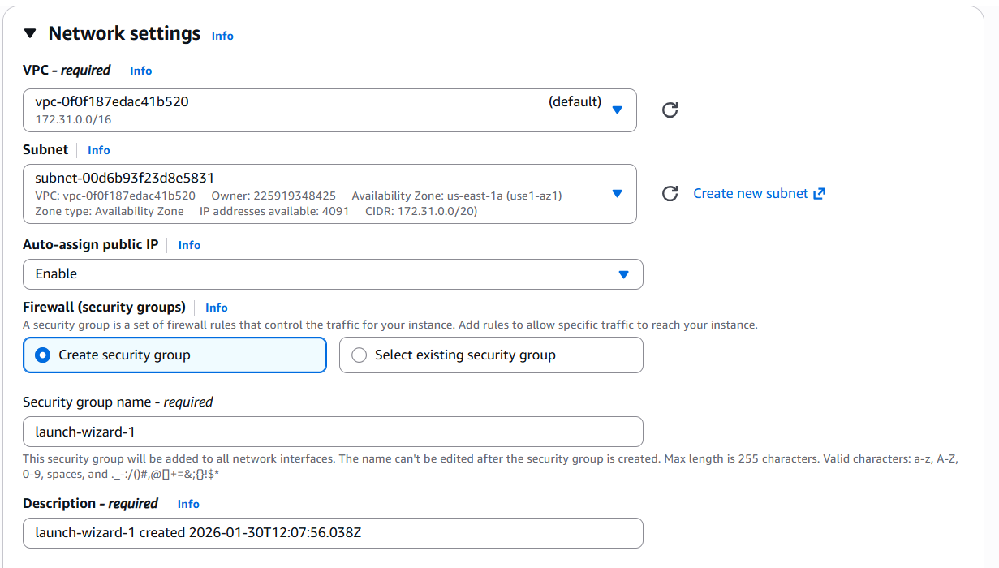 Network settings Info
VPC - required Info
vpc-0f0f187edac41b520 (default)
172.31.0.0/16
Subnet Info
subnet-00d6b93f23d8e5831
VPC: vpc-0f0f187edac41b520 Owner: 225919348425 Availability Zone: us-east-1a (use1-az1)
Zone type: Availability Zone IP addresses available: 4091 CIDR: 172.31.0.0/20)
Create new subnet
Auto-assign public IP Info
Enable
Firewall (security groups) Info
A security group is a set of firewall rules that control the traffic for your instance. Add rules to allow specific traffic to reach your instance.
Create security group Select existing security group
Security group name - required
launch-wizard-1
This security group will be added to all network interfaces. The name can't be edited after the security group is created. Max length is 255 characters. Valid characters: a-z, A-Z,
0-9, spaces, and ._-:/()#,@[]+=&;{}!$*
Description - required Info
launch-wizard-1 created 2026-01-30T12:07:56.038Z